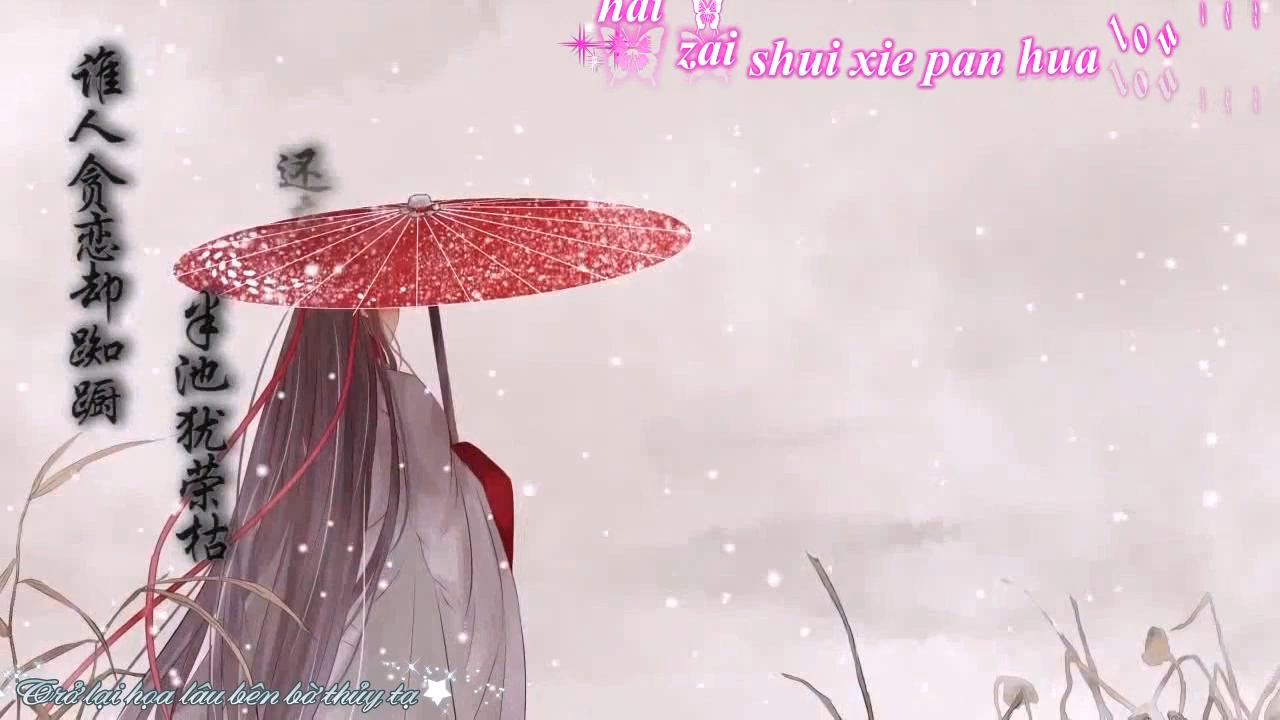 hai
zai shui xie pan hua lou
谁人贪恋却踟蹰
半池犹荣枯
还
Trả lại họa lâu bên bờ thủy tạ